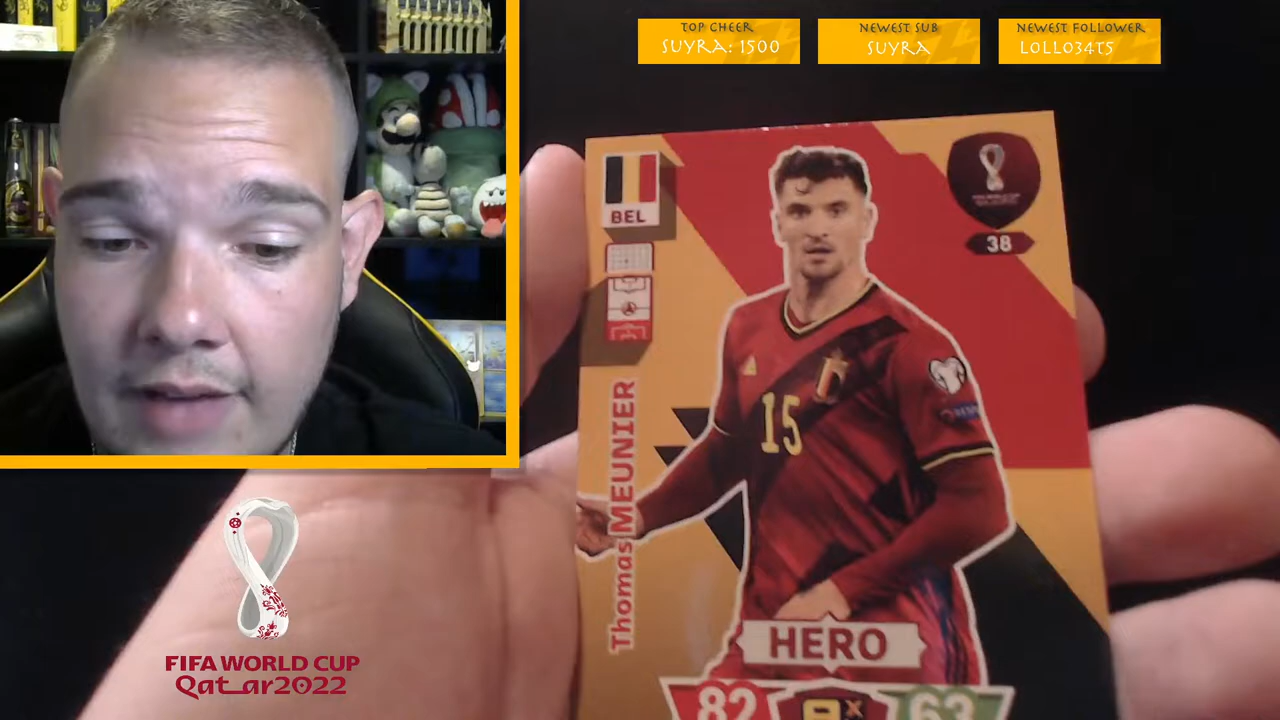 TOP CHEER
SUYRA: 1500
NEWEST SUB
SUYRA
NEWEST FOLLOWER
LOLLO34T5
BEL
38
15
Thomas MEUNIER
HERO
82
63
FIFA WORLD CUP
Qatar2022